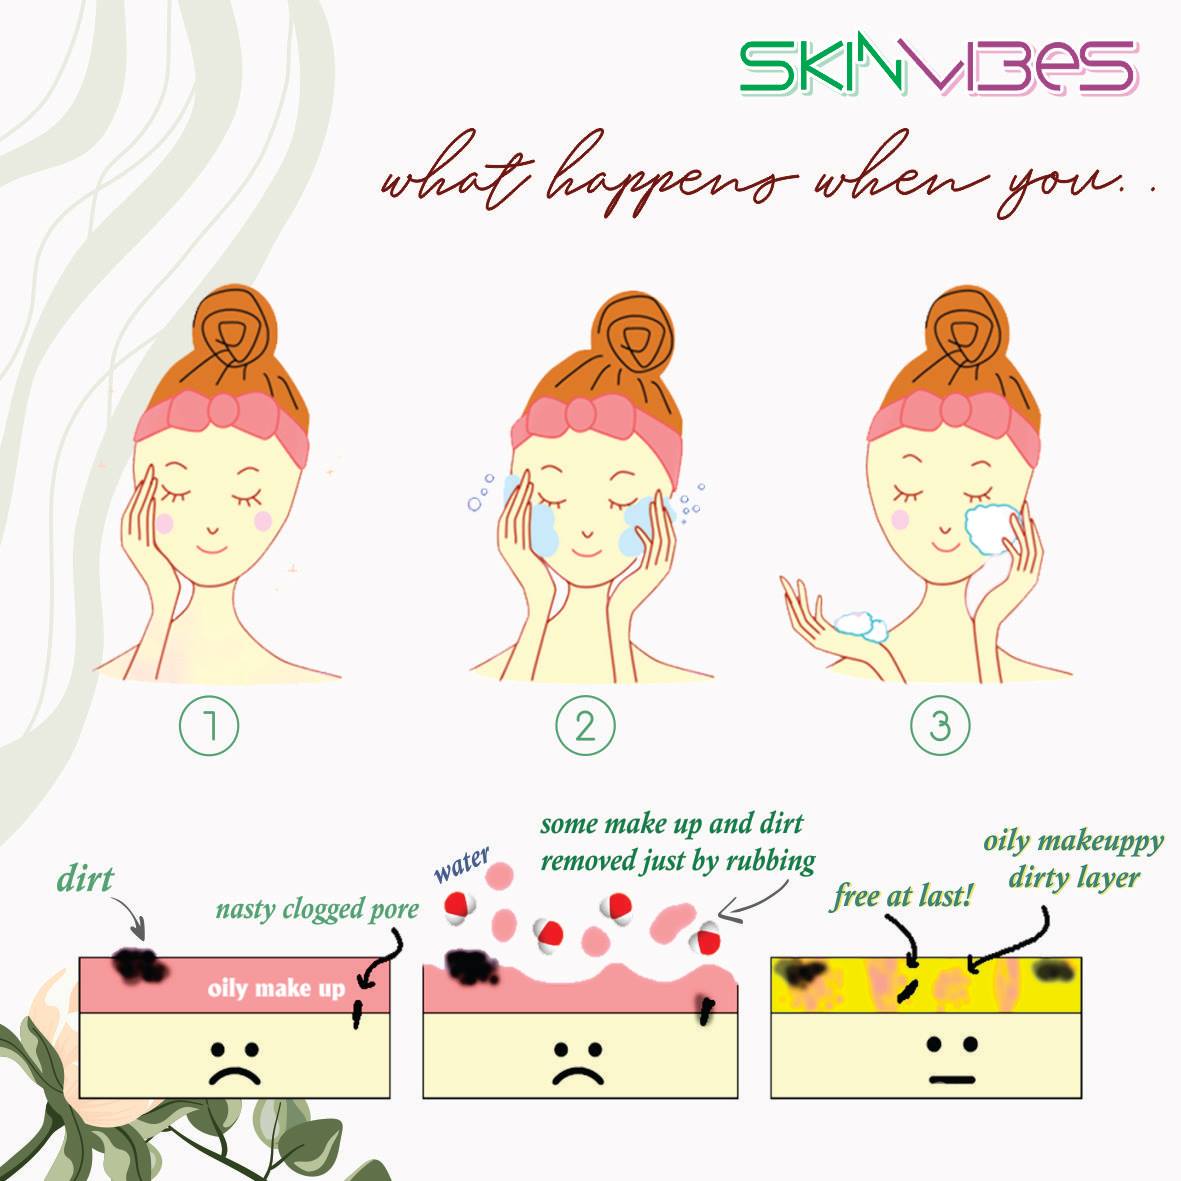 SKINVIBES
what happens when you. .
1
2
3
dirt
nasty clogged pore
oily make up
water
some make up and dirt
removed just by rubbing
free at last!
oily makeuppy
dirty layer